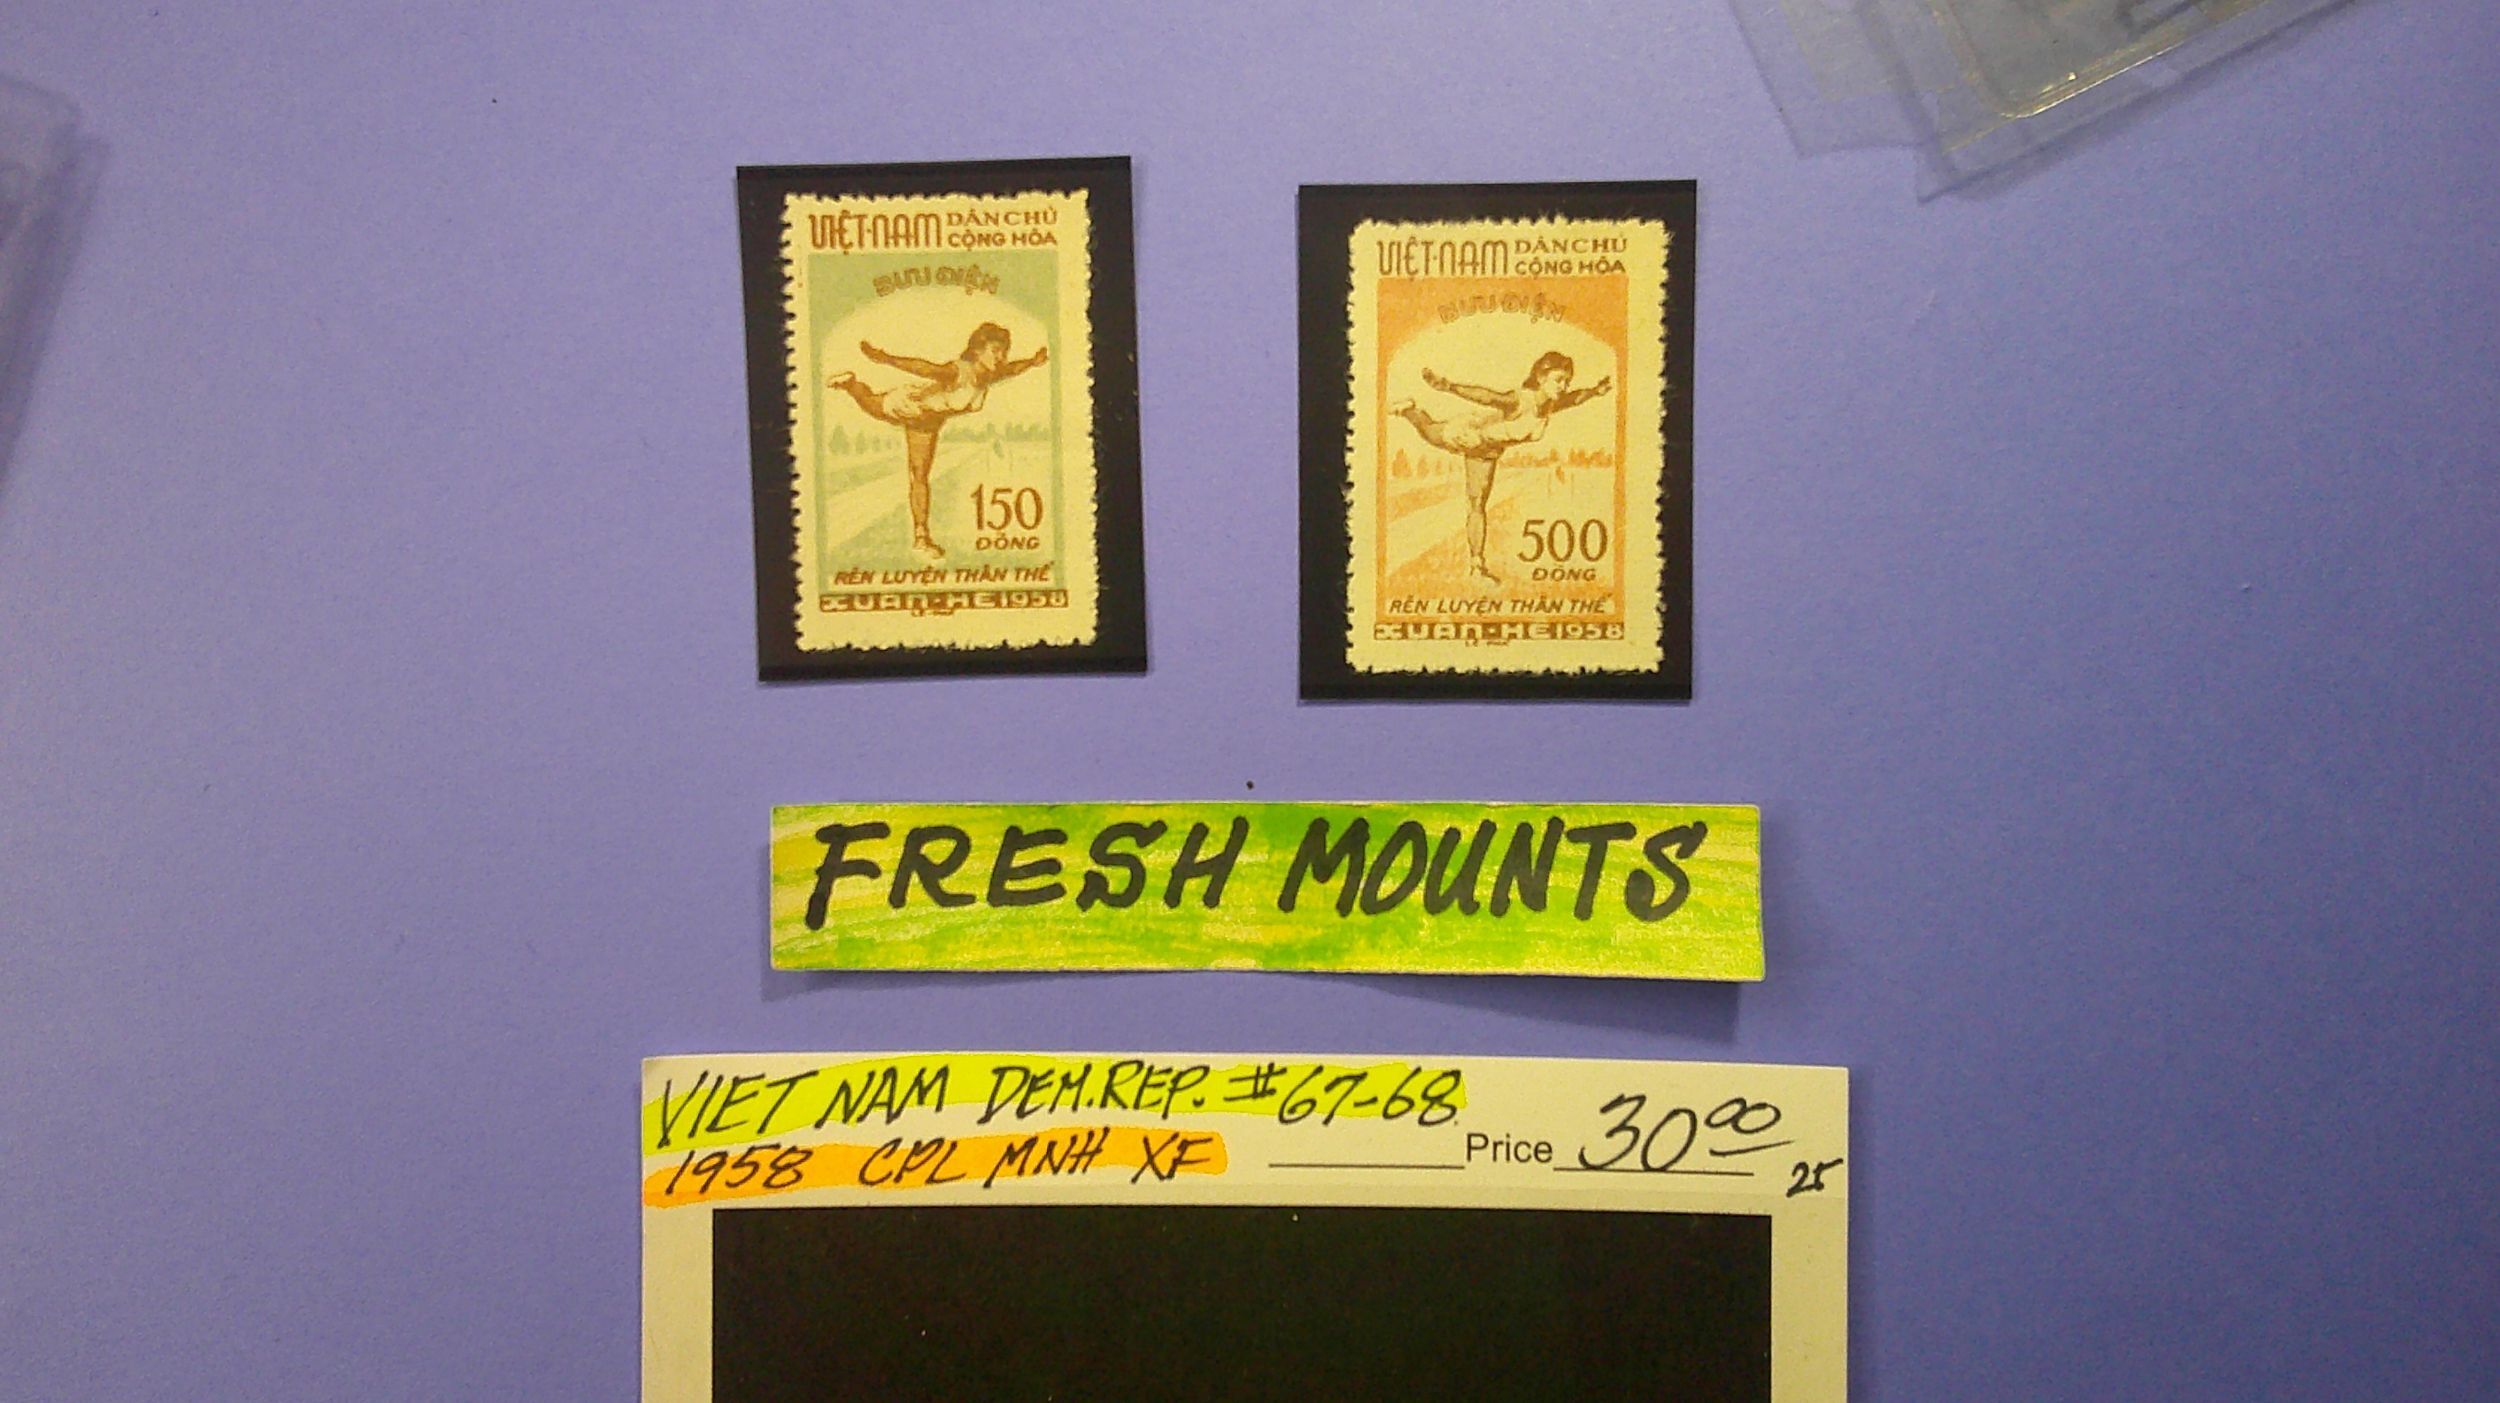 VIỆT·NAM DÂN CHỦ
CỘNG HÒA
BƯU ĐIỆN
150
ĐỒNG
RÈN LUYỆN THÂN THỂ
XUÂN·HÈ 1958
VIỆT·NAM DÂN CHỦ
CỘNG HÒA
BƯU ĐIỆN
500
ĐỒNG
RÈN LUYỆN THÂN THỂ
XUÂN·HÈ 1958
FRESH MOUNTS
VIET NAM DEM.REP. #67-68
1958 CPL MNH XF
Price 30⁰⁰
25